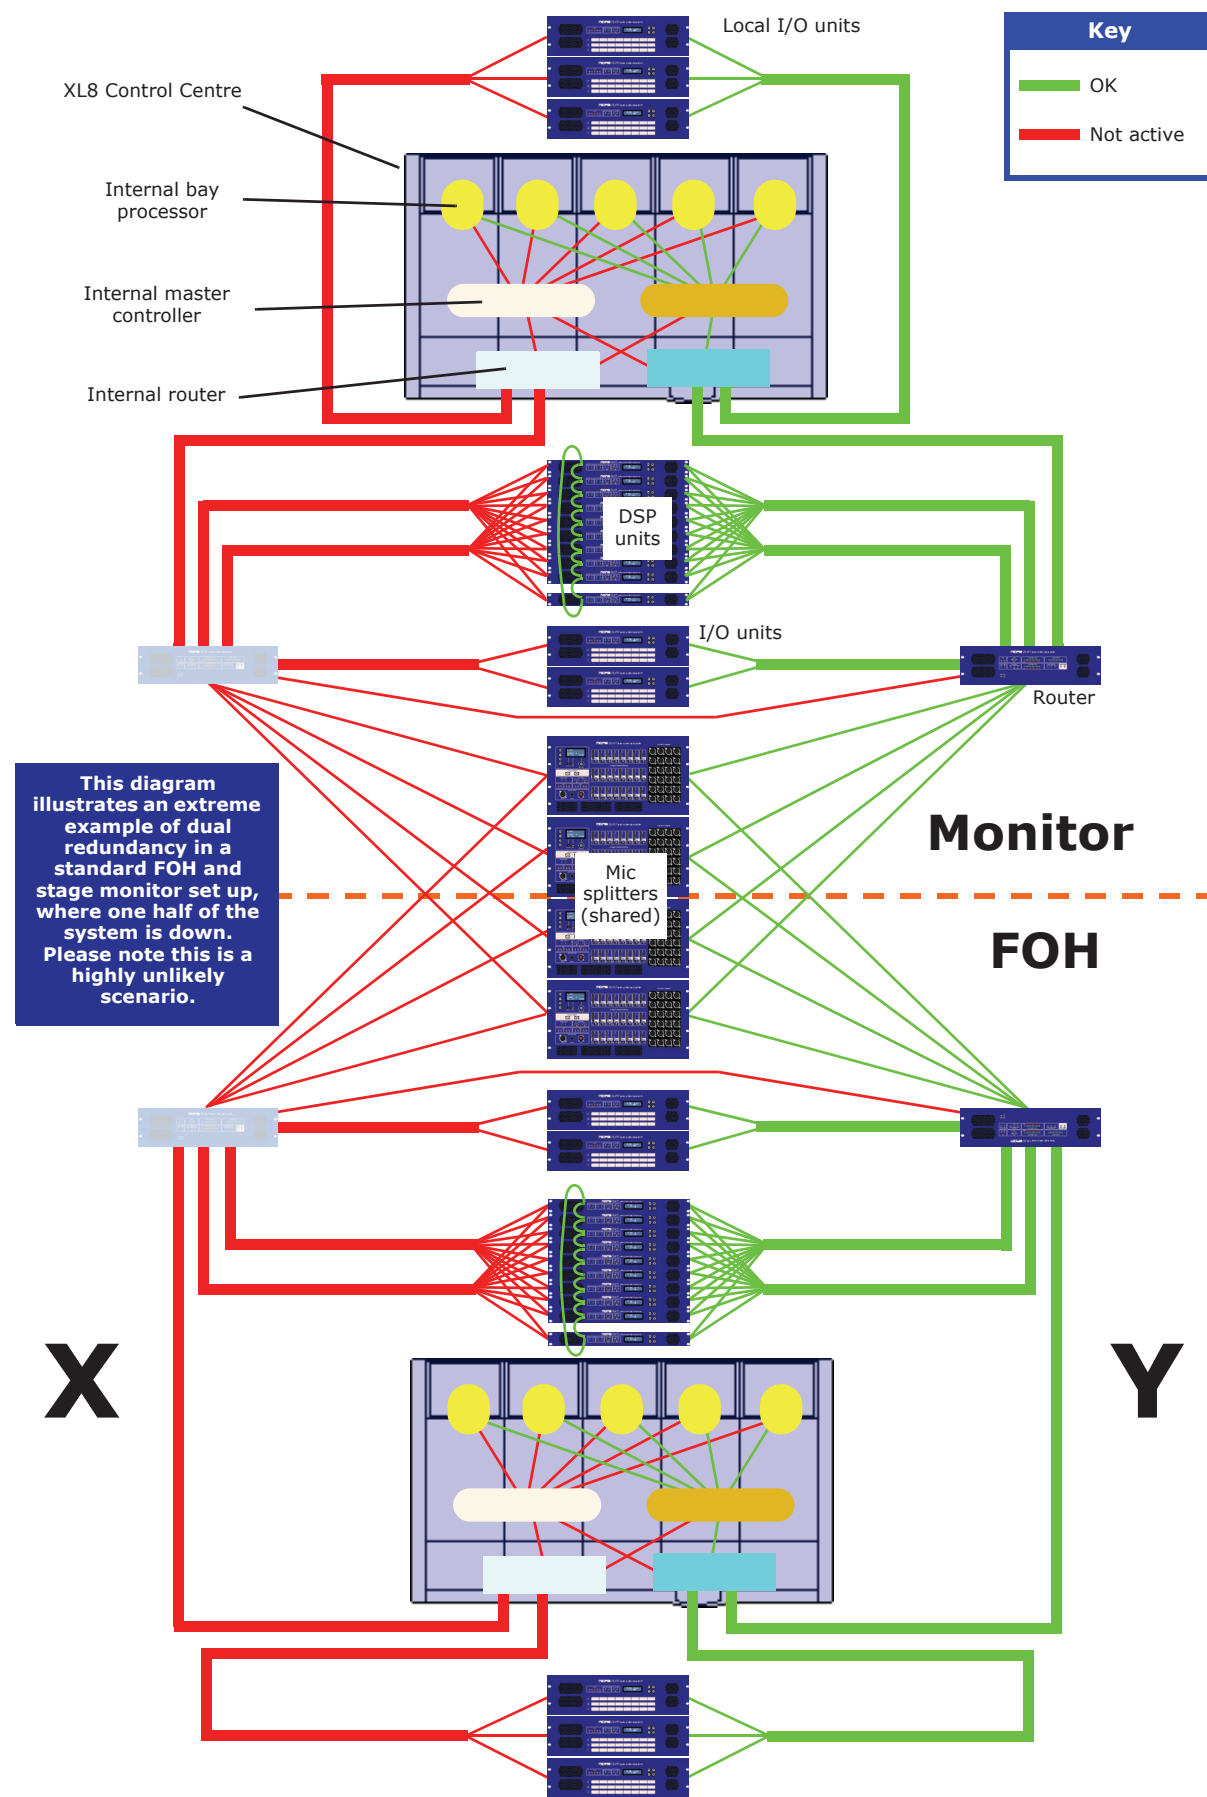 Local I/O units
Key
OK
Not active
XL8 Control Centre
Internal bay
processor
Internal master
controller
Internal router
DSP
units
I/O units
Router
This diagram
illustrates an extreme
example of dual
redundancy in a
standard FOH and
stage monitor set up,
where one half of the
system is down.
Please note this is a
highly unlikely
scenario.
Monitor
Mic
splitters
(shared)
FOH
X
Y